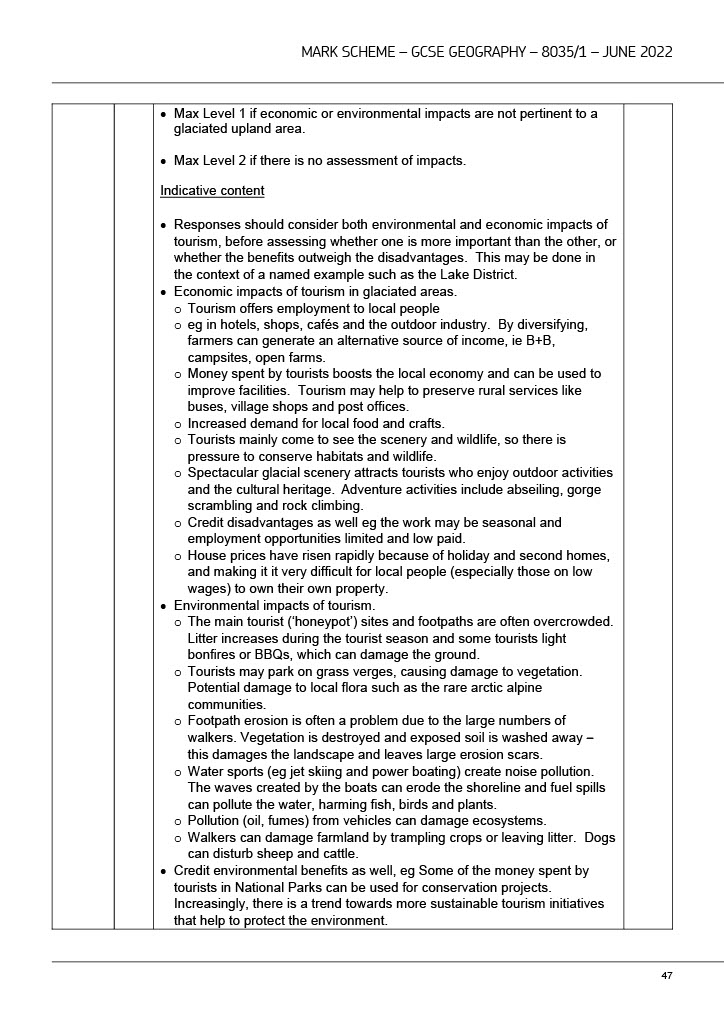 MARK SCHEME – GCSE GEOGRAPHY – 8035/1 – JUNE 2022
• Max Level 1 if economic or environmental impacts are not pertinent to a
glaciated upland area.
• Max Level 2 if there is no assessment of impacts.
Indicative content
• Responses should consider both environmental and economic impacts of
tourism, before assessing whether one is more important than the other, or
whether the benefits outweigh the disadvantages.  This may be done in
the context of a named example such as the Lake District.
• Economic impacts of tourism in glaciated areas.
o Tourism offers employment to local people
o eg in hotels, shops, cafés and the outdoor industry.  By diversifying,
farmers can generate an alternative source of income, ie B+B,
campsites, open farms.
o Money spent by tourists boosts the local economy and can be used to
improve facilities.  Tourism may help to preserve rural services like
buses, village shops and post offices.
o Increased demand for local food and crafts.
o Tourists mainly come to see the scenery and wildlife, so there is
pressure to conserve habitats and wildlife.
o Spectacular glacial scenery attracts tourists who enjoy outdoor activities
and the cultural heritage.  Adventure activities include abseiling, gorge
scrambling and rock climbing.
o Credit disadvantages as well eg the work may be seasonal and
employment opportunities limited and low paid.
o House prices have risen rapidly because of holiday and second homes,
and making it it very difficult for local people (especially those on low
wages) to own their own property.
• Environmental impacts of tourism.
o The main tourist (‘honeypot’) sites and footpaths are often overcrowded.
Litter increases during the tourist season and some tourists light
bonfires or BBQs, which can damage the ground.
o Tourists may park on grass verges, causing damage to vegetation.
Potential damage to local flora such as the rare arctic alpine
communities.
o Footpath erosion is often a problem due to the large numbers of
walkers. Vegetation is destroyed and exposed soil is washed away –
this damages the landscape and leaves large erosion scars.
o Water sports (eg jet skiing and power boating) create noise pollution.
The waves created by the boats can erode the shoreline and fuel spills
can pollute the water, harming fish, birds and plants.
o Pollution (oil, fumes) from vehicles can damage ecosystems.
o Walkers can damage farmland by trampling crops or leaving litter.  Dogs
can disturb sheep and cattle.
• Credit environmental benefits as well, eg Some of the money spent by
tourists in National Parks can be used for conservation projects.
Increasingly, there is a trend towards more sustainable tourism initiatives
that help to protect the environment.
47